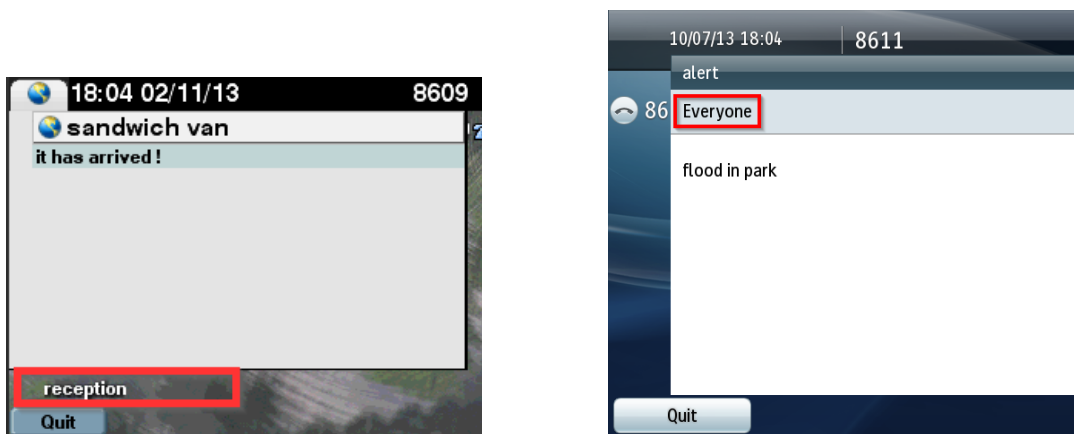 18:04 02/11/13 8609
sandwich van
it has arrived !
reception
Quit
10/07/13 18:04 8611
alert
86 Everyone
flood in park
Quit